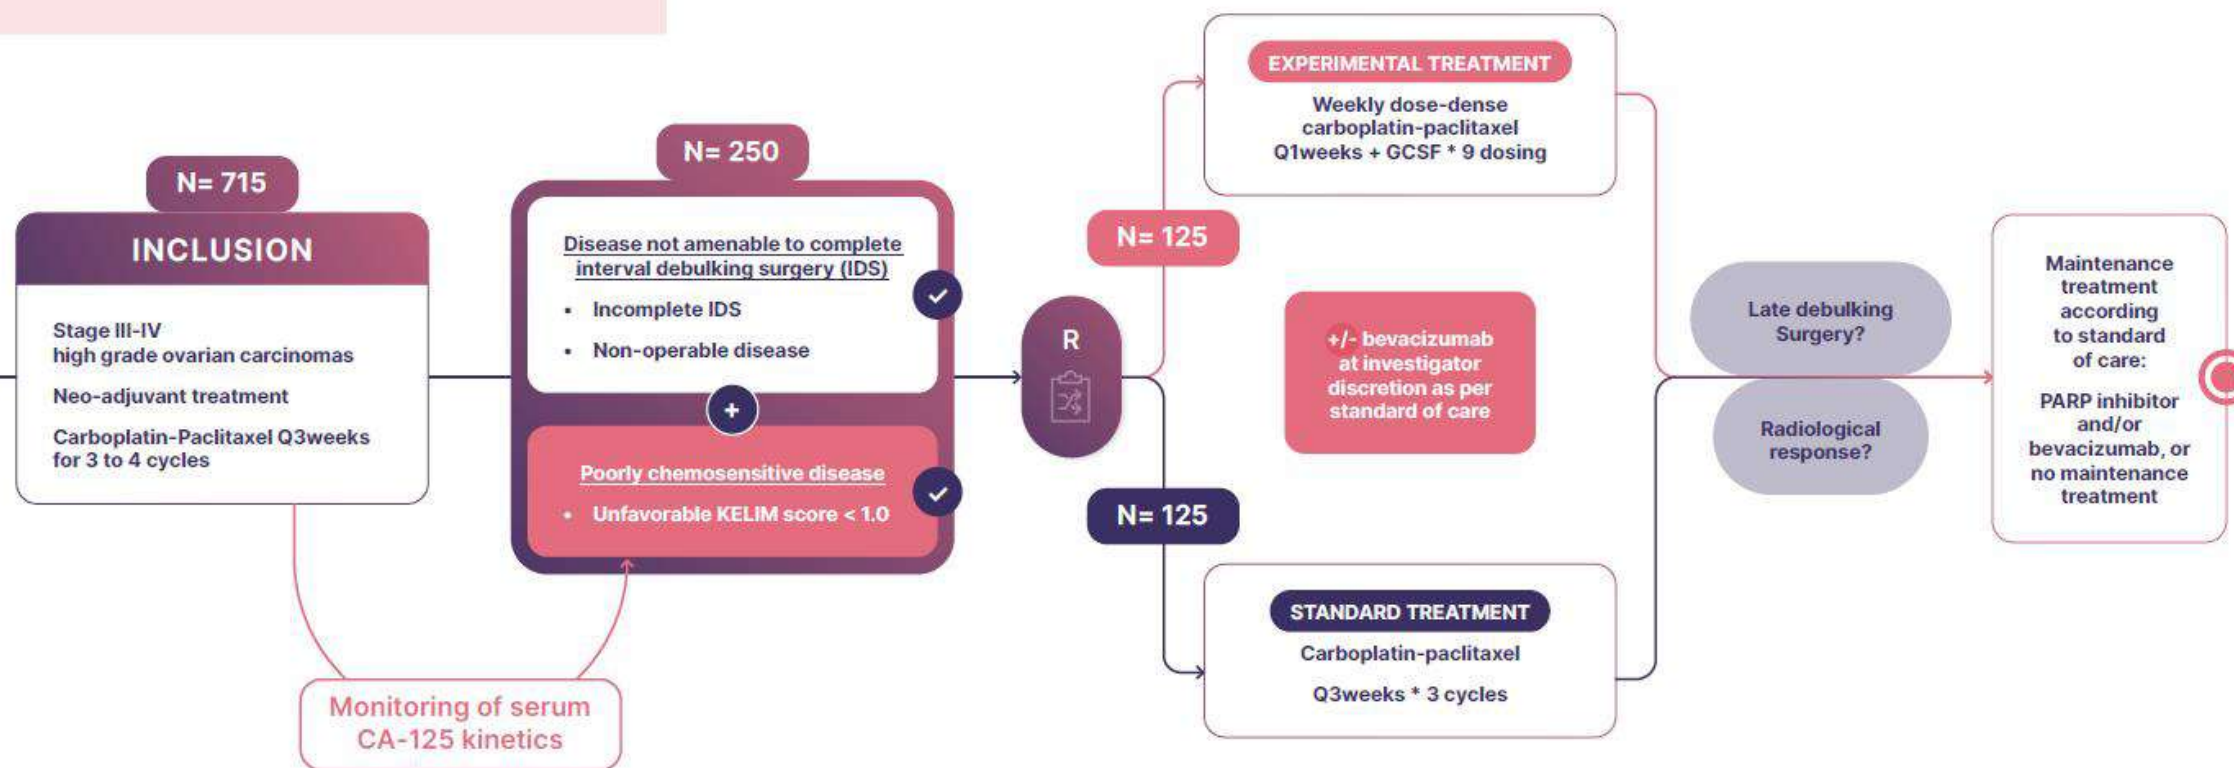 N= 715
INCLUSION
Stage III-IV
high grade ovarian carcinomas
Neo-adjuvant treatment
Carboplatin-Paclitaxel Q3weeks
for 3 to 4 cycles
Monitoring of serum
CA-125 kinetics
N= 250
Disease not amenable to complete
interval debulking surgery (IDS)
• Incomplete IDS
• Non-operable disease
+
Poorly chemosensitive disease
• Unfavorable KELIM score < 1.0
R
N= 125
EXPERIMENTAL TREATMENT
Weekly dose-dense
carboplatin-paclitaxel
Q1weeks + GCSF * 9 dosing
+/- bevacizumab
at investigator
discretion as per
standard of care
N= 125
STANDARD TREATMENT
Carboplatin-paclitaxel
Q3weeks * 3 cycles
Late debulking
Surgery?
Radiological
response?
Maintenance
treatment
according
to standard
of care:
PARP inhibitor
and/or
bevacizumab, or
no maintenance
treatment